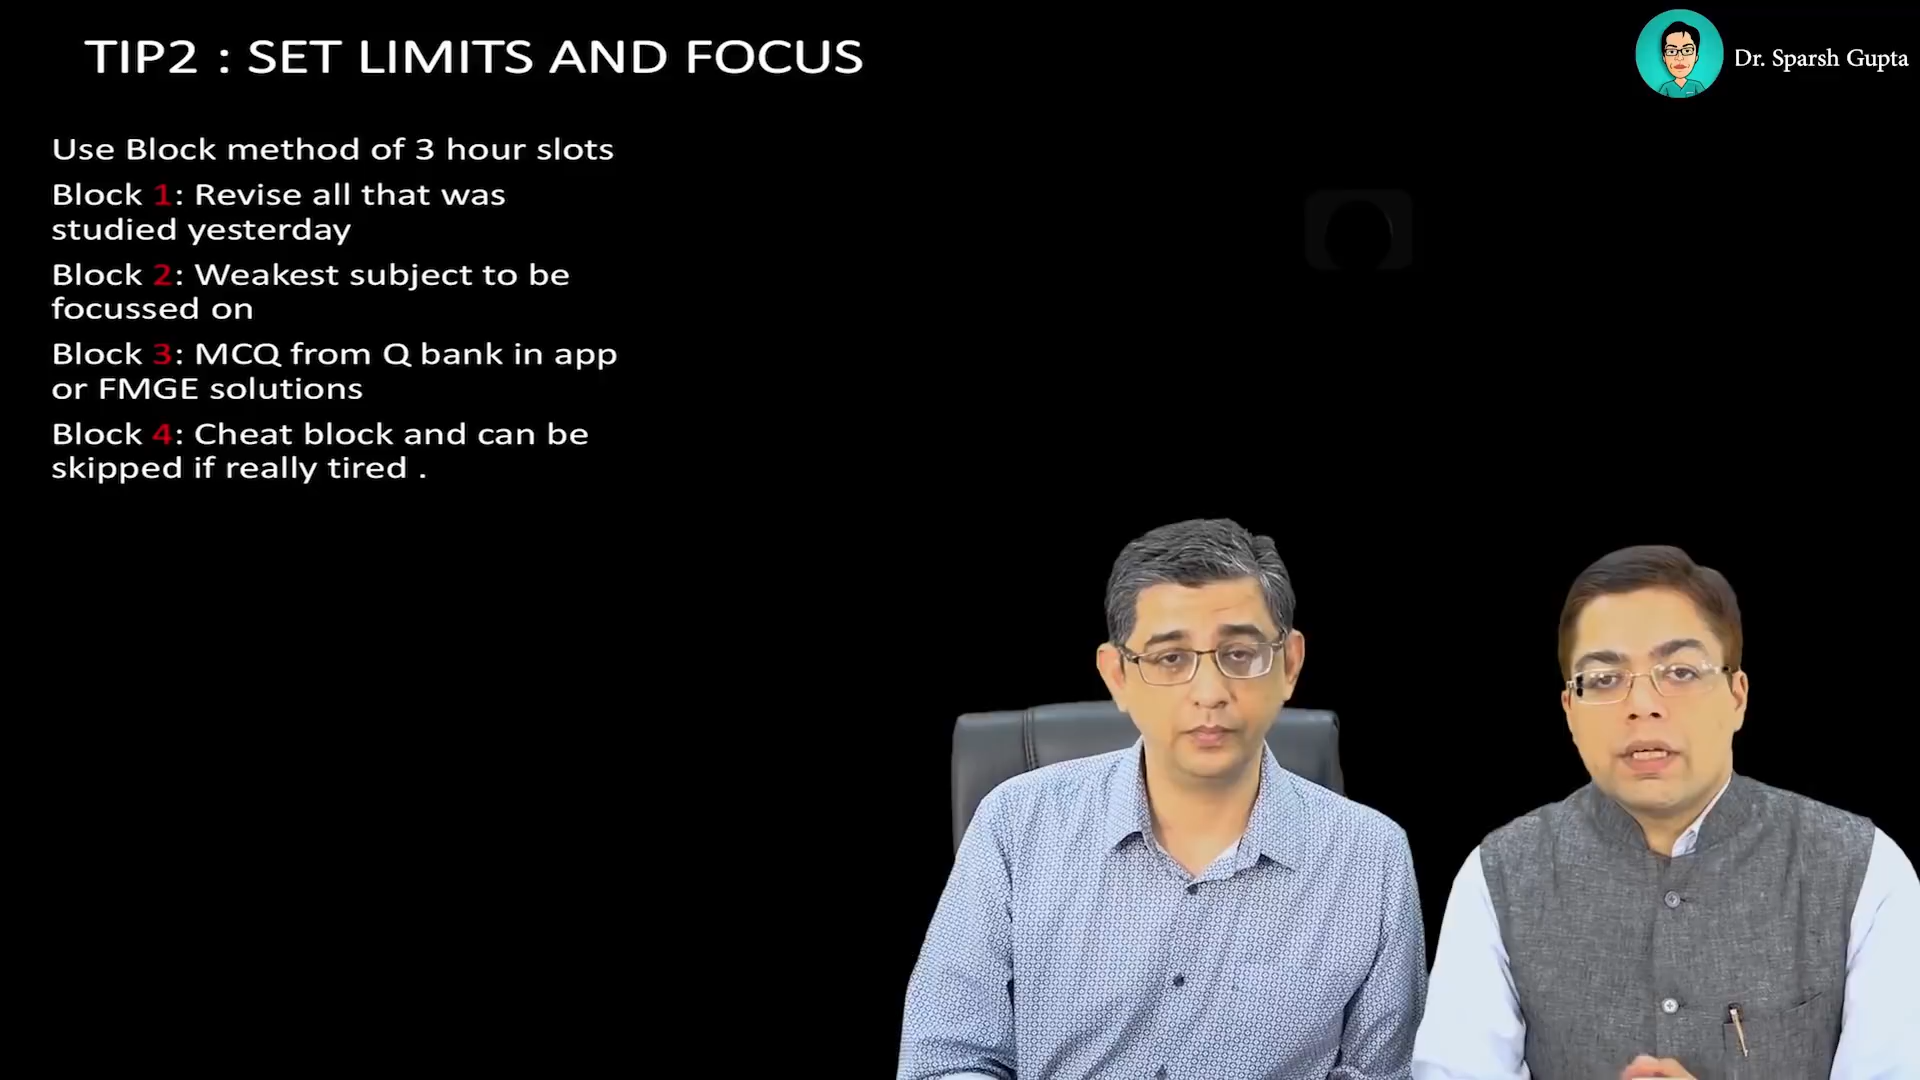 TIP2 : SET LIMITS AND FOCUS
Dr. Sparsh Gupta
Use Block method of 3 hour slots
Block 1: Revise all that was
studied yesterday
Block 2: Weakest subject to be
focussed on
Block 3: MCQ from Q bank in app
or FMGE solutions
Block 4: Cheat block and can be
skipped if really tired .